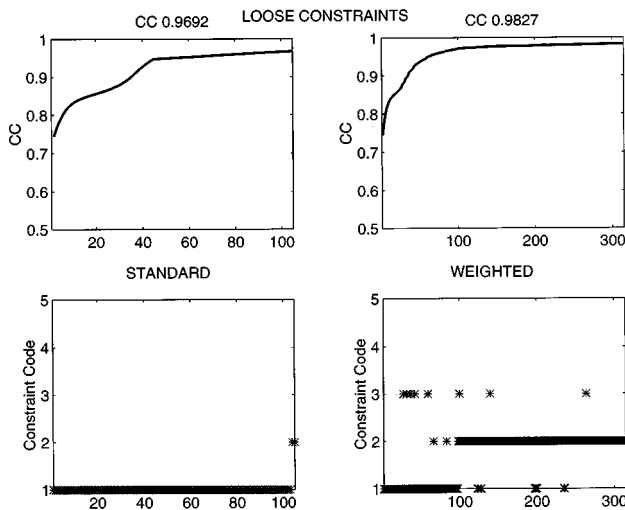 LOOSE CONSTRAINTS
CC 0.9692
CC 0.9827
1
0.9
0.8
0.7
0.6
0.5
CC
20 40 60 80 100
1
0.9
0.8
0.7
0.6
0.5
CC
100 200 300
STANDARD
WEIGHTED
5
4
3
2
1
Constraint Code
20 40 60 80 100
5
4
3
2
1
Constraint Code
0 100 200 300